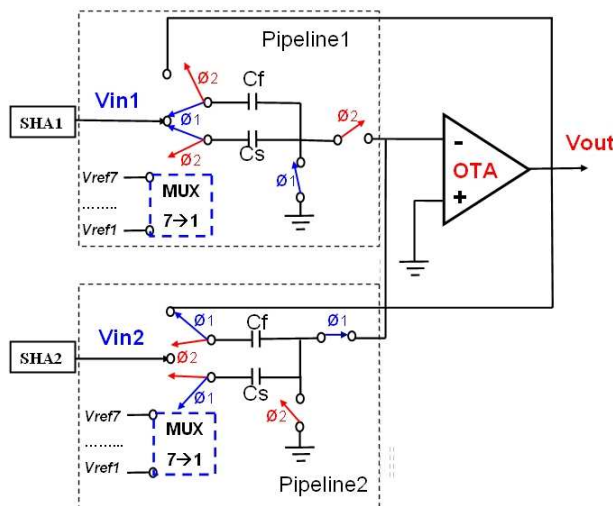 Pipeline1
Ø2
Cf
Vin1
Ø1
SHA1
Ø2
Cs
Ø2
Vref7
MUX
Ø1
.........
7→1
Vref1
-
OTA
+
Vout
Pipeline2
Ø1
Cf
Ø1
Vin2
Ø2
SHA2
Cs
Ø1
Ø2
Vref7
MUX
.........
7→1
Vref1